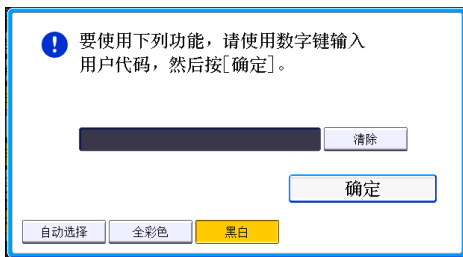 要使用下列功能，请使用数字键输入
用户代码，然后按[确定]。
清除
确定
自动选择 全彩色 黑白